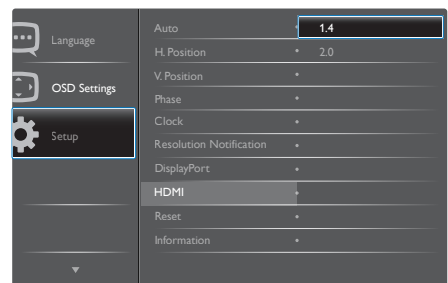 Language
OSD Settings
Setup
Auto
H. Position
V. Position
Phase
Clock
Resolution Notification
DisplayPort
HDMI
Reset
Information
1.4
2.0